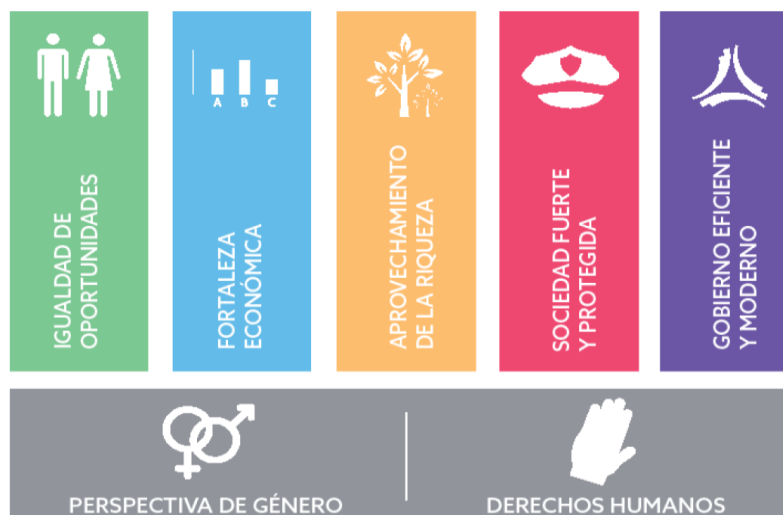 IGUALDAD DE
OPORTUNIDADES
A B C
FORTALEZA
ECONÓMICA
APROVECHAMIENTO
DE LA RIQUEZA
SOCIEDAD FUERTE
Y PROTEGIDA
GOBIERNO EFICIENTE
Y MODERNO
PERSPECTIVA DE GÉNERO
DERECHOS HUMANOS